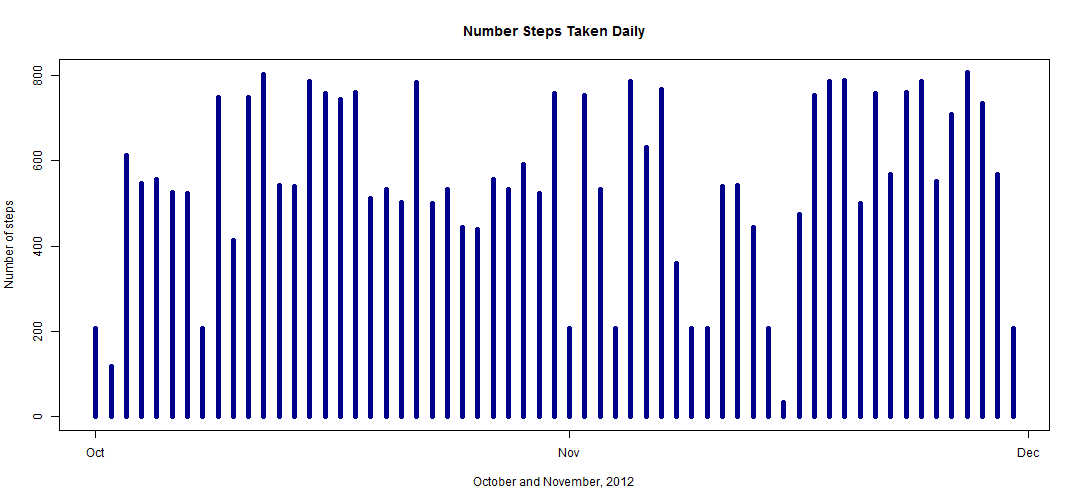 Number Steps Taken Daily
800
600
400
200
0
Number of steps
Oct Nov Dec
October and November, 2012